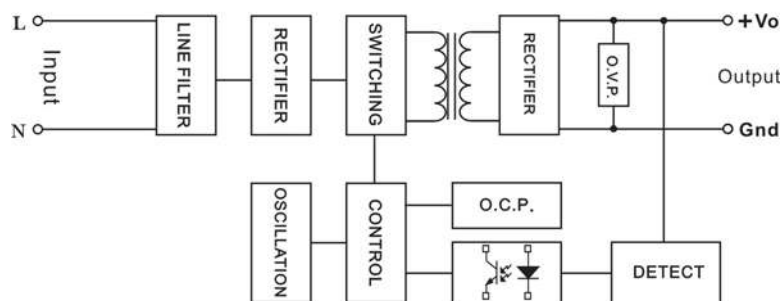 L
N
Input
LINE FILTER
RECTIFIER
SWITCHING
RECTIFIER
O.V.P.
+Vo
Output
Gnd
OSCILLATION
CONTROL
O.C.P.
DETECT